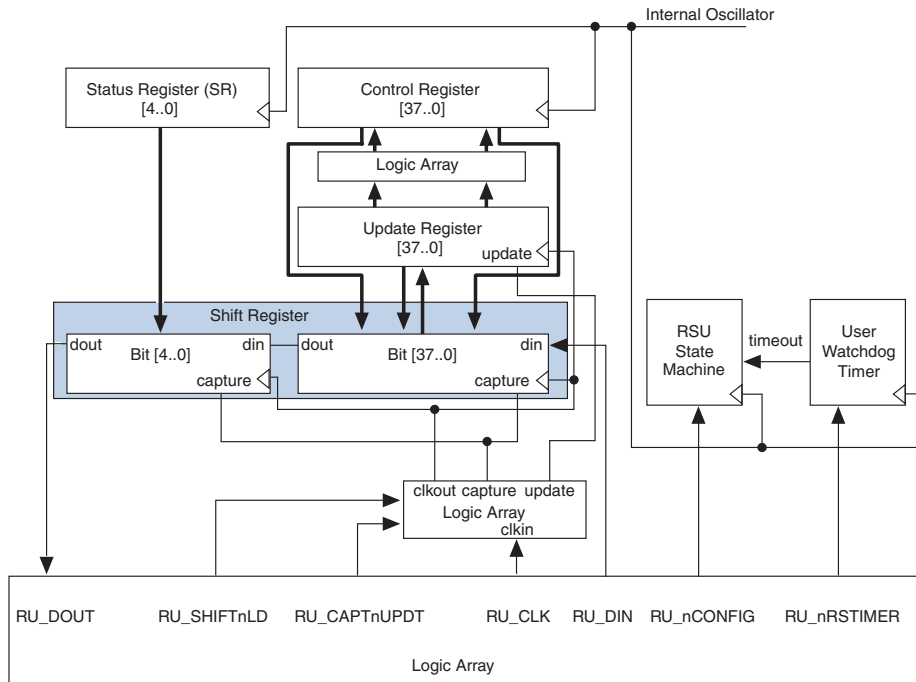 Internal Oscillator
Status Register (SR)
[4..0]
Control Register
[37..0]
Logic Array
Update Register
[37..0]
update
Shift Register
dout
Bit [4..0]
din
capture
dout
Bit [37..0]
din
capture
RSU
State
Machine
timeout
User
Watchdog
Timer
clkout capture update
Logic Array
clkin
RU_DOUT
RU_SHIFTnLD
RU_CAPTnUPDT
RU_CLK
RU_DIN
RU_nCONFIG
RU_nRSTIMER
Logic Array